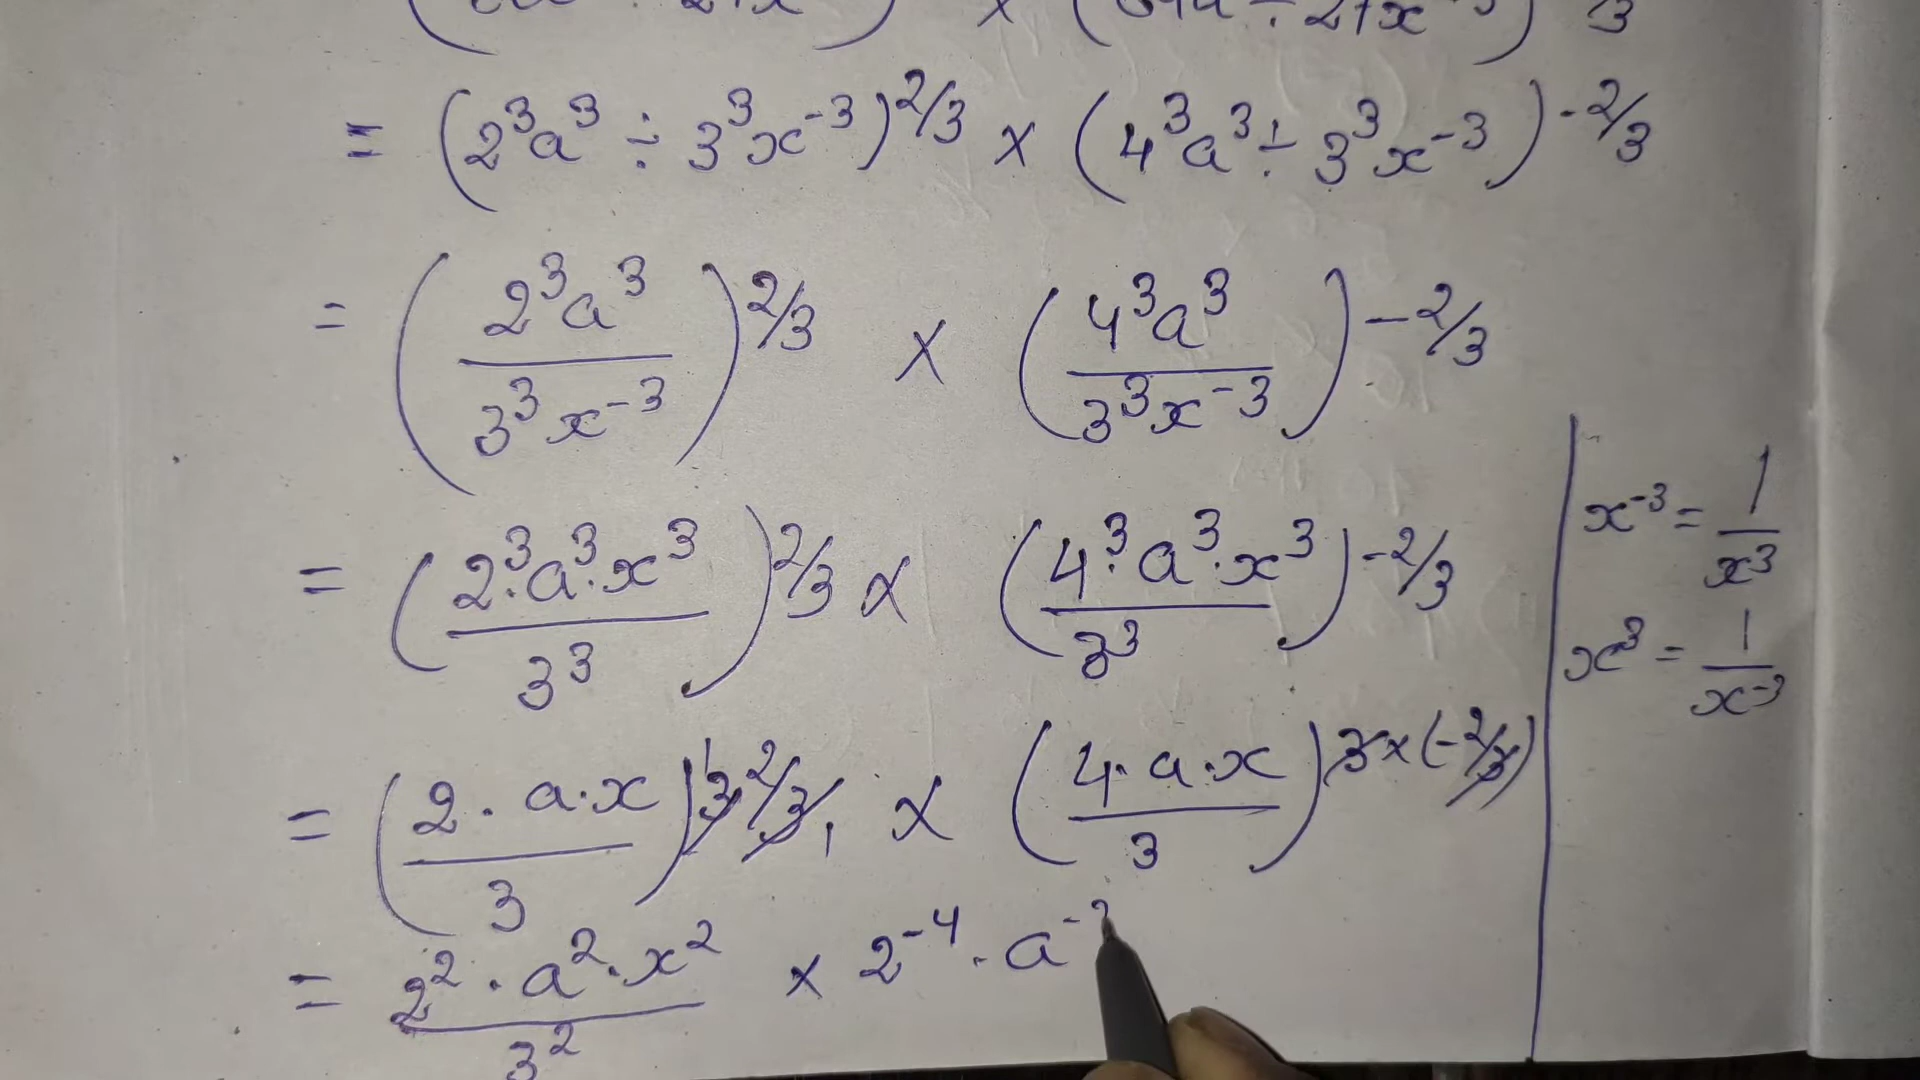 = (2³a³ ÷ 3³x⁻³)^2/3 × (4³a³ ÷ 3³x⁻³)^-2/3
= (2³a³ / 3³x⁻³)^2/3 × (4³a³ / 3³x⁻³)^-2/3
= (2³·a³·x³ / 3³)^2/3 × (4³·a³·x³ / 3³)^-2/3
= (2·a·x / 3)^3·2/3 × (4·a·x / 3)^3×(-2/3)
= 2²·a²·x² / 3² × 2⁻⁴·a⁻
x⁻³ = 1 / x³
x³ = 1 / x⁻³